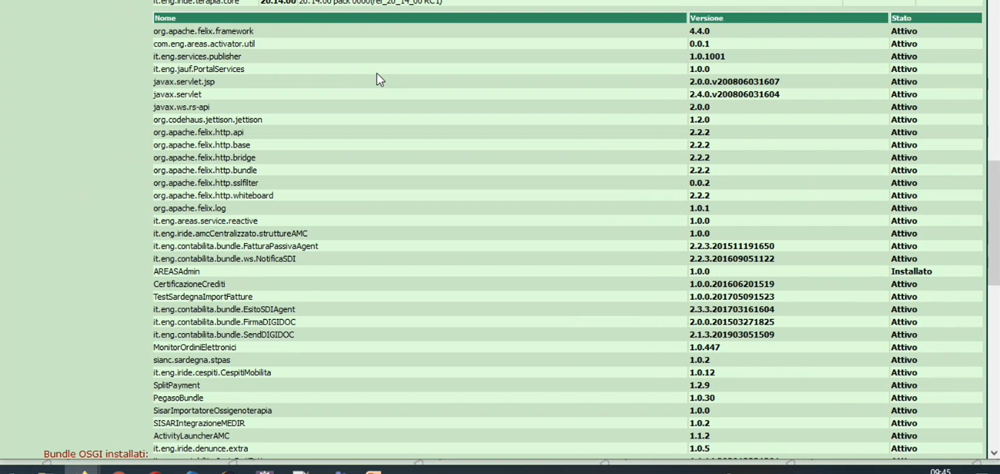 it.eng.iride.terapia.core 20.14.00 20.14.00 pack 0000(rel_20_14_00 RC1)
Nome Versione Stato
org.apache.felix.framework 4.4.0 Attivo
com.eng.areas.activator.util 0.0.1 Attivo
it.eng.services.publisher 1.0.1001 Attivo
it.eng.jauf.PortalServices 1.0.0 Attivo
javax.servlet.jsp 2.0.0.v200806031607 Attivo
javax.servlet 2.4.0.v200806031604 Attivo
javax.ws.rs-api 2.0.0 Attivo
org.codehaus.jettison.jettison 1.2.0 Attivo
org.apache.felix.http.api 2.2.2 Attivo
org.apache.felix.http.base 2.2.2 Attivo
org.apache.felix.http.bridge 2.2.2 Attivo
org.apache.felix.http.bundle 2.2.2 Attivo
org.apache.felix.http.sslfilter 0.0.2 Attivo
org.apache.felix.http.whiteboard 2.2.2 Attivo
org.apache.felix.log 1.0.1 Attivo
it.eng.areas.service.reactive 1.0.0 Attivo
it.eng.iride.amcCentralizzato.struttureAMC 1.0.0 Attivo
it.eng.contabilita.bundle.FatturaPassivaAgent 2.2.3.201511191650 Attivo
it.eng.contabilita.bundle.ws.NotificaSDI 2.2.3.201609051122 Attivo
AREASAdmin 1.0.0 Installato
CertificazioneCrediti 1.0.0.201606201519 Attivo
TestSardegnaImportFatture 1.0.0.201705091523 Attivo
it.eng.contabilita.bundle.EsitoSDIAgent 2.3.3.201703161604 Attivo
it.eng.contabilita.bundle.FirmaDIGIDOC 2.0.0.201503271825 Attivo
it.eng.contabilita.bundle.SendDIGIDOC 2.1.3.201903051509 Attivo
MonitorOrdiniElettronici 1.0.447 Attivo
sianc.sardegna.stpas 1.0.2 Attivo
it.eng.iride.cespiti.CespitiMobilita 1.0.12 Attivo
SplitPayment 1.2.9 Attivo
PegasoBundle 1.0.30 Attivo
SisarImportatoreOssigenoterapia 1.0.0 Attivo
SISARIntegrazioneMEDIR 1.0.2 Attivo
ActivityLauncherAMC 1.1.2 Attivo
Bundle OSGI installati: it.eng.iride.denunce.extra 1.0.5 Attivo
09:45